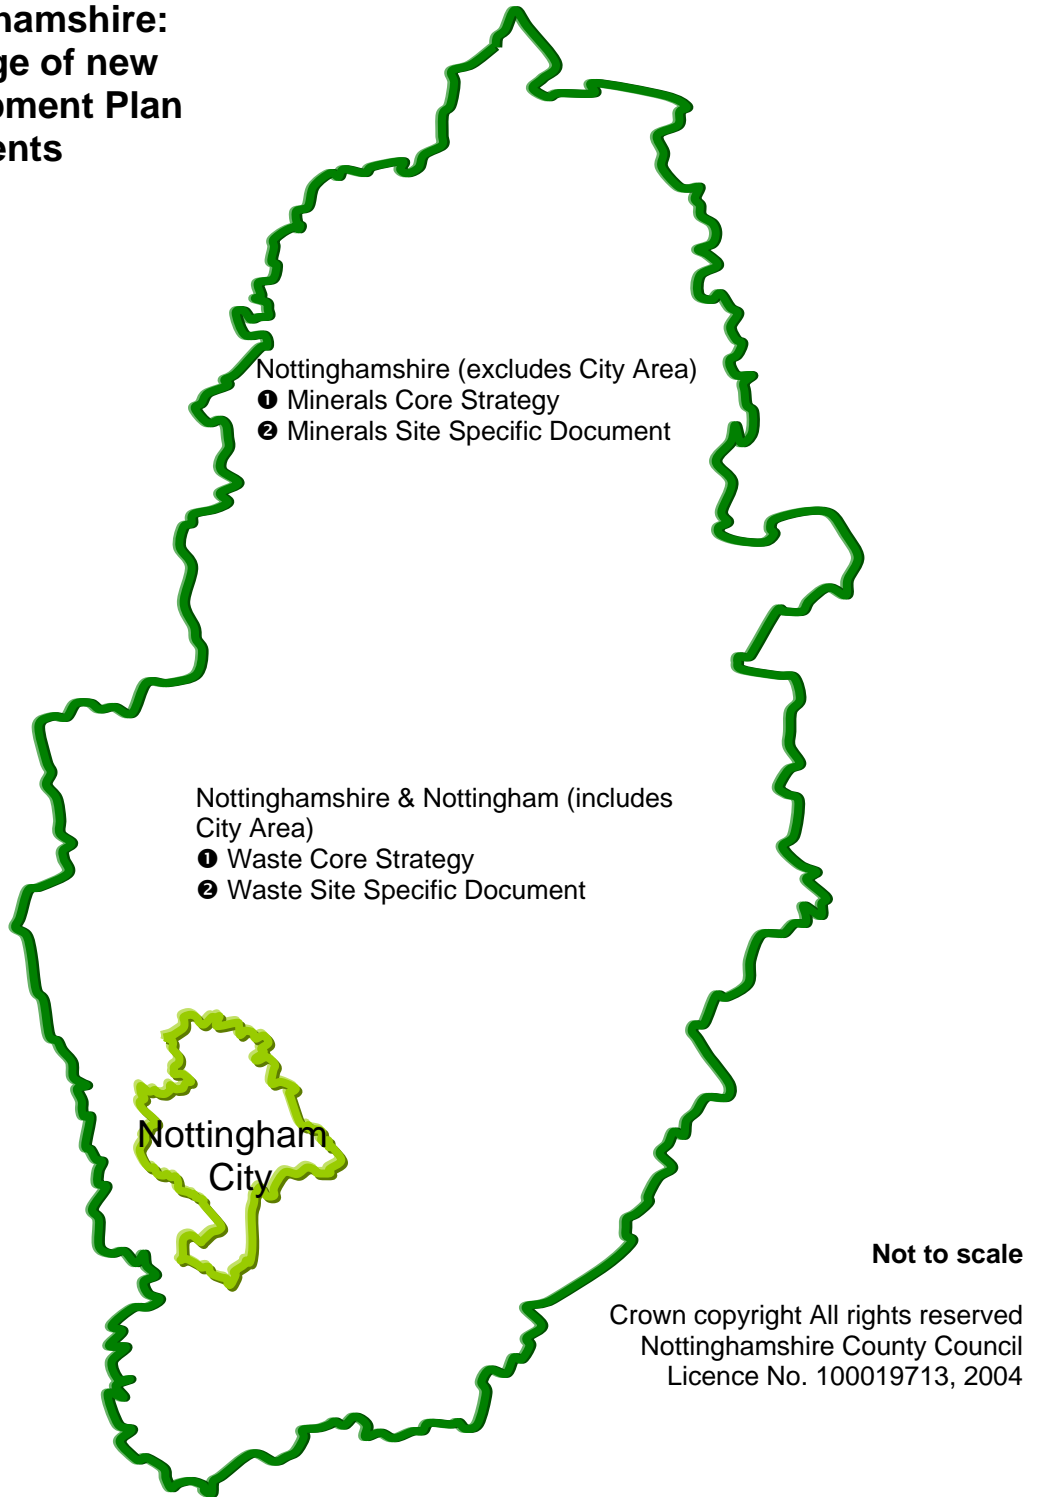 hamshire:
ge of new
pment Plan
ents
Nottinghamshire (excludes City Area)
❶ Minerals Core Strategy
❷ Minerals Site Specific Document
Nottinghamshire & Nottingham (includes
City Area)
❶ Waste Core Strategy
❷ Waste Site Specific Document
Nottingham
City
Not to scale
Crown copyright All rights reserved
Nottinghamshire County Council
Licence No. 100019713, 2004